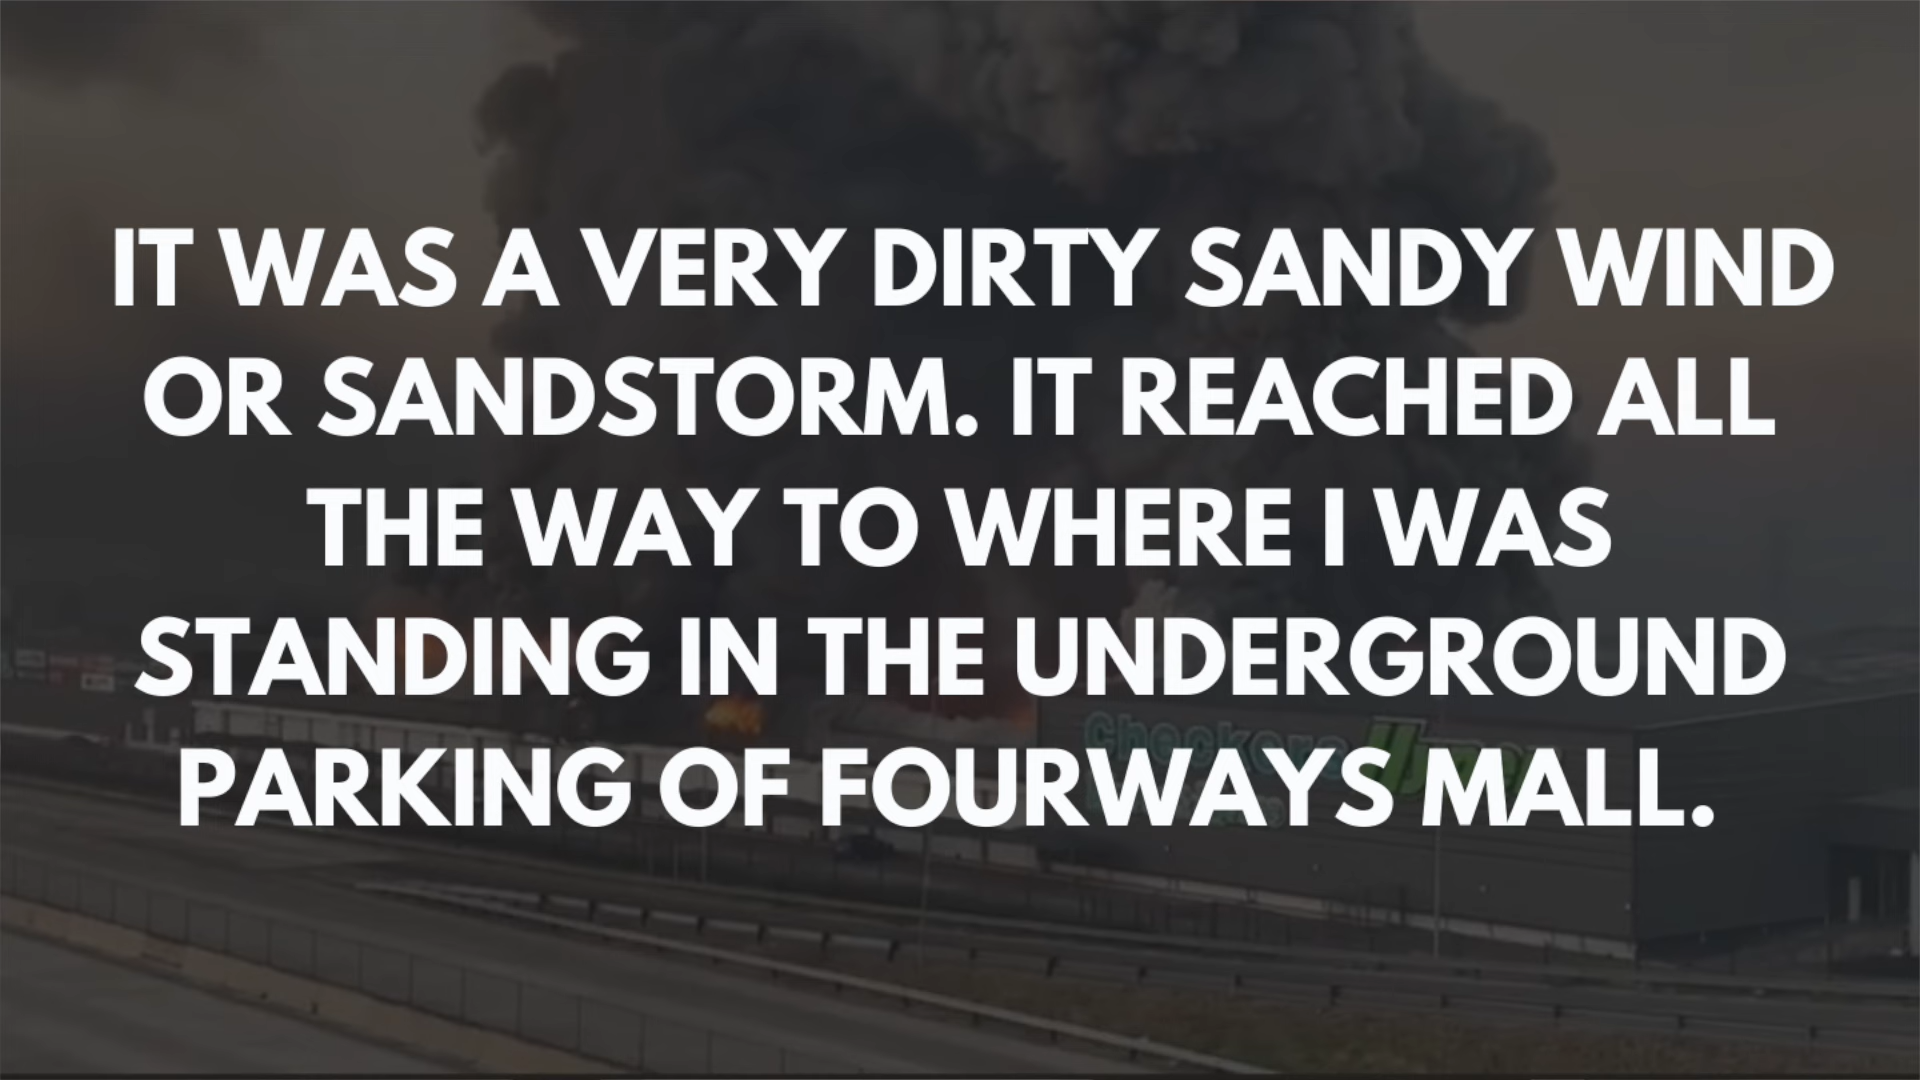 IT WAS A VERY DIRTY SANDY WIND
OR SANDSTORM. IT REACHED ALL
THE WAY TO WHERE I WAS
STANDING IN THE UNDERGROUND
PARKING OF FOURWAYS MALL.
Checkers